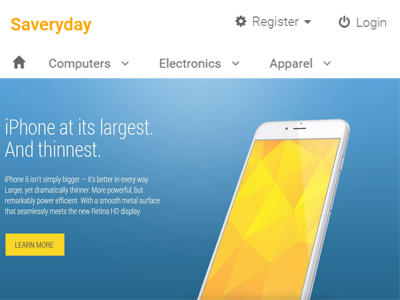 Saveryday
Register
Login
Computers
Electronics
Apparel
iPhone at its largest.
And thinnest.
iPhone 6 isn't simply bigger – it's better in every way.
Larger, yet dramatically thinner. More powerful, but
remarkably power efficient. With a smooth metal surface
that seamlessly meets the new Retina HD display.
LEARN MORE